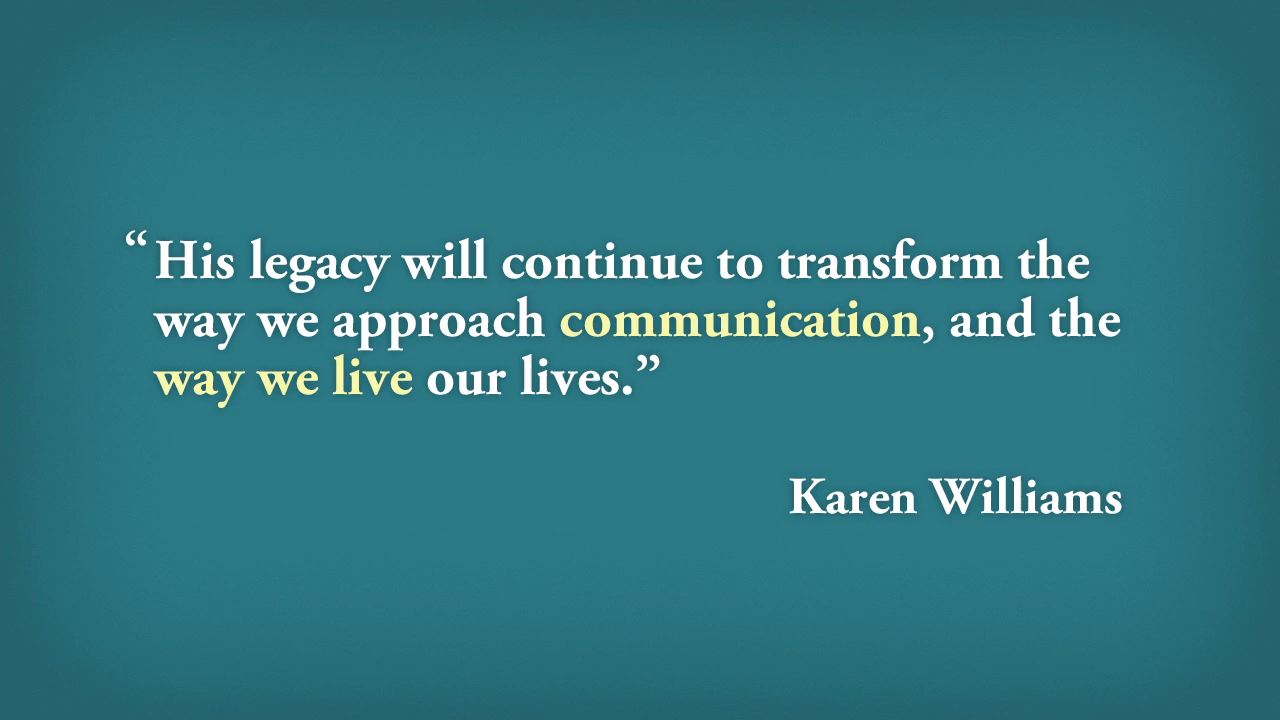 “His legacy will continue to transform the
way we approach communication, and the
way we live our lives.”
Karen Williams